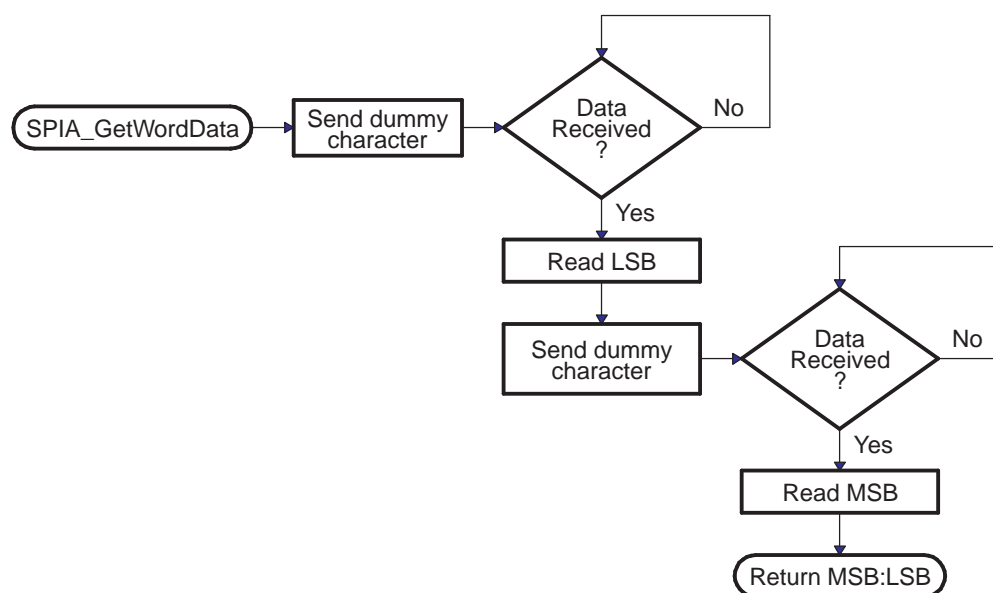 SPIA_GetWordData
Send dummy
character
Data
Received
?
No
Yes
Read LSB
Send dummy
character
Data
Received
?
No
Yes
Read MSB
Return MSB:LSB